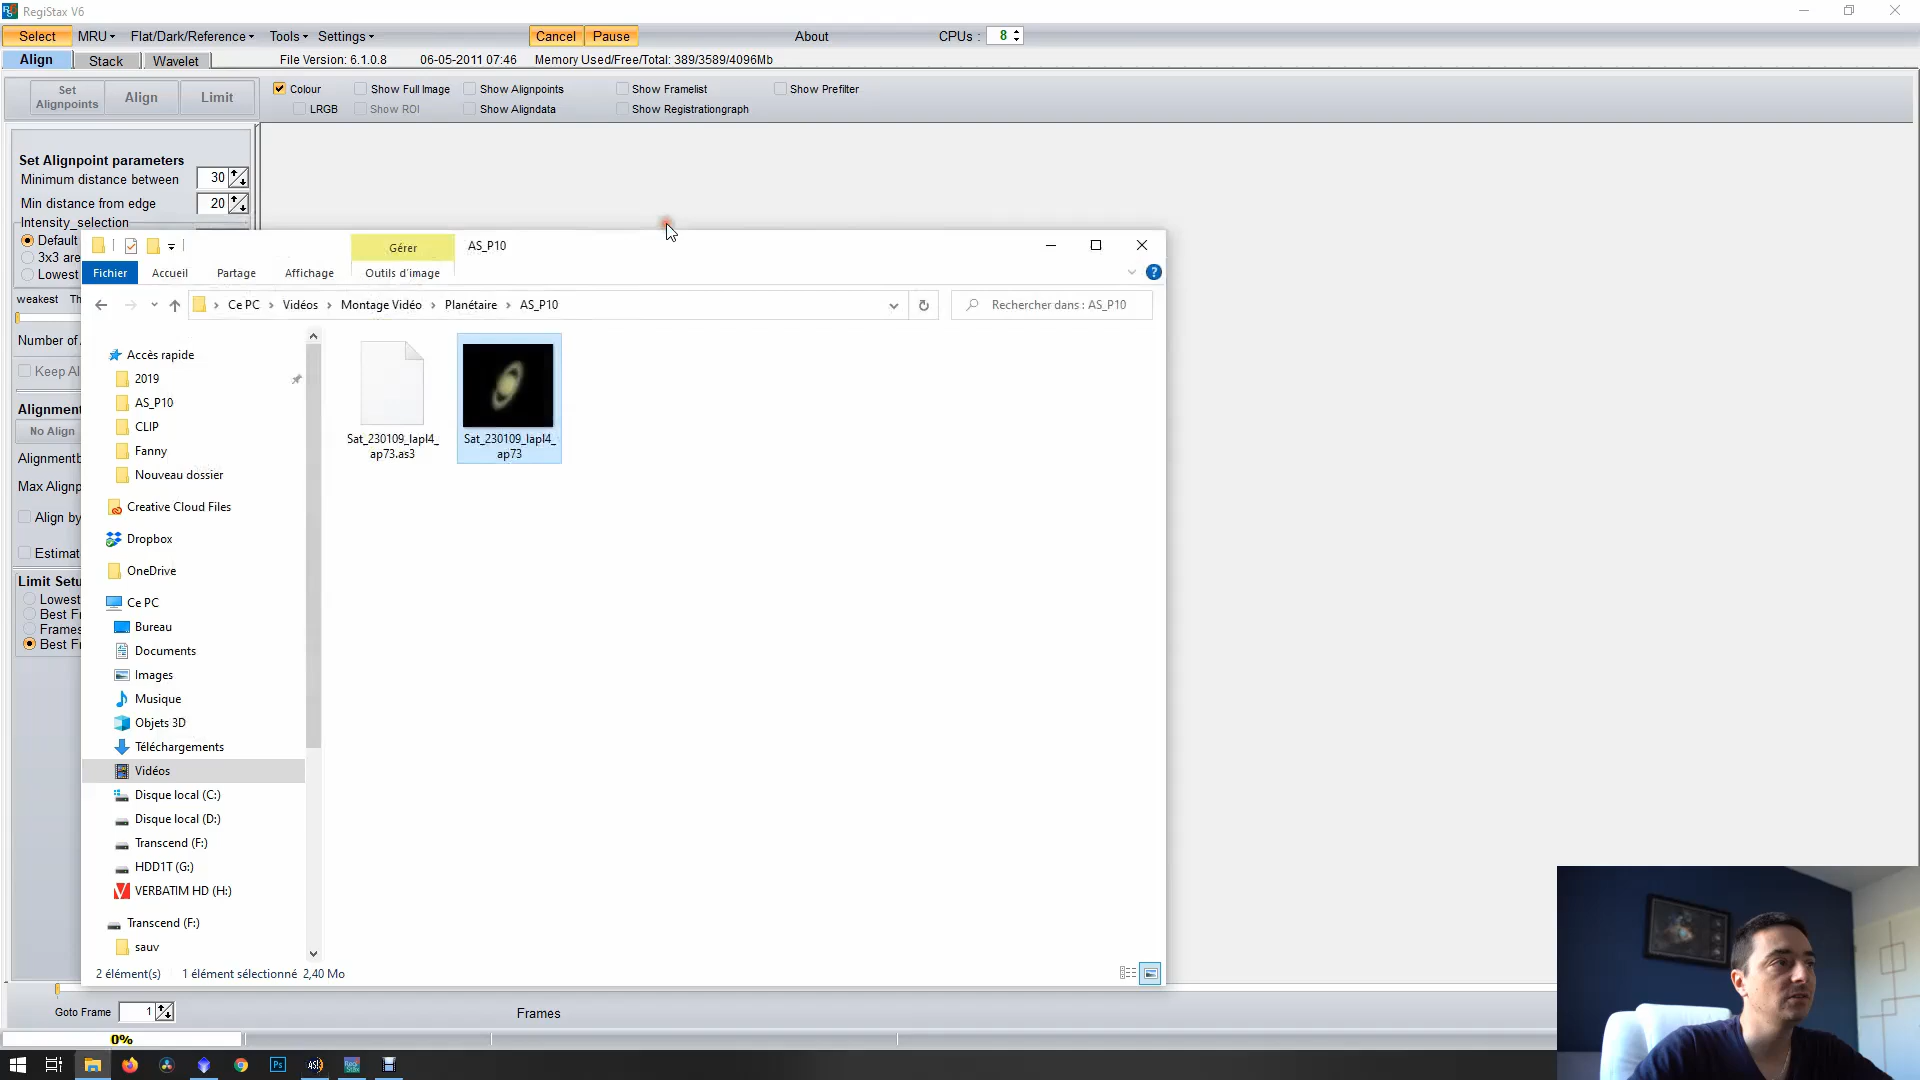 RegiStax V6
Select MRU Flat/Dark/Reference Tools Settings Cancel Pause About CPUs : 8
Align Stack Wavelet File Version: 6.1.0.8 06-05-2011 07:46 Memory Used/Free/Total: 389/3589/4096Mb
Set Alignpoints Align Limit
Colour Show Full Image Show Alignpoints Show Framelist Show Prefilter
LRGB Show ROI Show Aligndata Show Registrationgraph
Set Alignpoint parameters
Minimum distance between 30
Min distance from edge 20
Intensity_selection
Default
3x3 are
Lowest
weakest Th
Number of
Keep Al
Alignment
No Align
Alignmentb
Max Alignp
Align by
Estimat
Limit Setu
Lowest
Best Fr
Frames
Best Fr
Gérer AS_P10
Fichier Accueil Partage Affichage Outils d'image
Ce PC Vidéos Montage Vidéo Planétaire AS_P10 Rechercher dans : AS_P10
Accès rapide
2019
AS_P10
CLIP
Fanny
Nouveau dossier
Creative Cloud Files
Dropbox
OneDrive
Ce PC
Bureau
Documents
Images
Musique
Objets 3D
Téléchargements
Vidéos
Disque local (C:)
Disque local (D:)
Transcend (F:)
HDD1T (G:)
VERBATIM HD (H:)
Transcend (F:)
sauv
Sat_230109_lapl4_
ap73.as3
Sat_230109_lapl4_
ap73
2 élément(s) 1 élément sélectionné 2,40 Mo
Goto Frame 1 Frames
0%
Ps AS!3